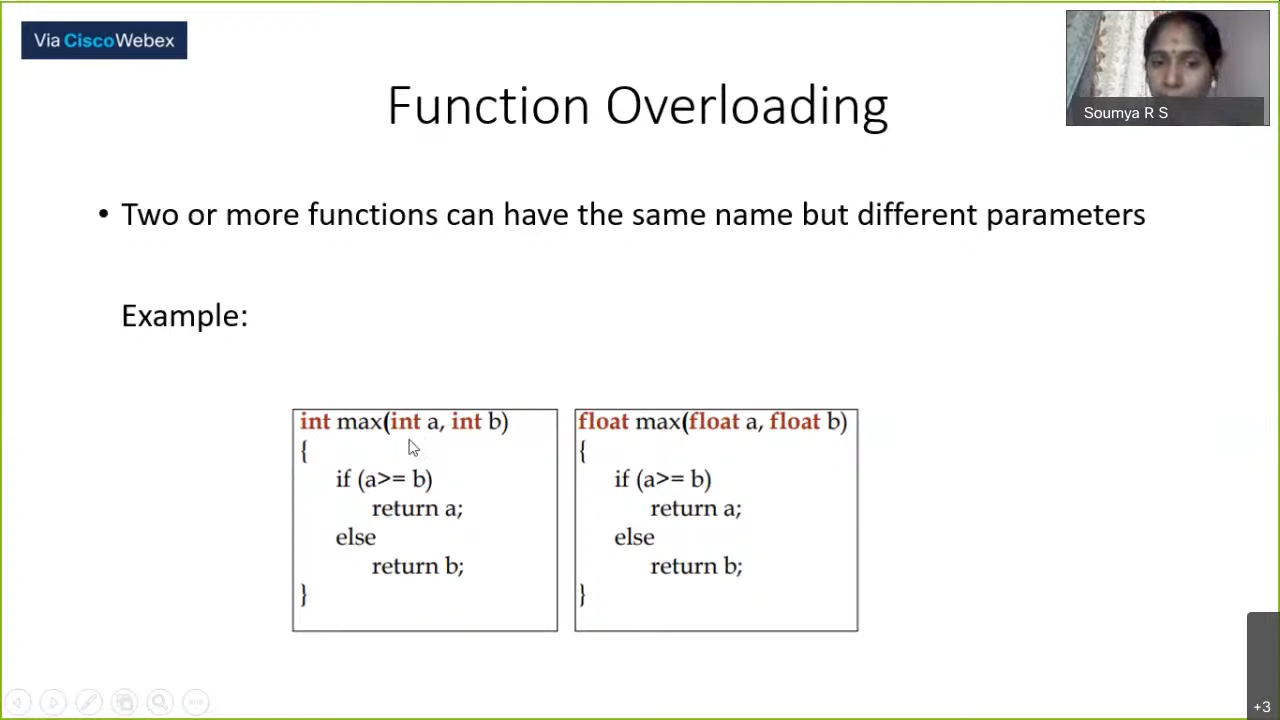 Via CiscoWebex
Soumya R S
Function Overloading
• Two or more functions can have the same name but different parameters
Example:
int max(int a, int b)
{
if (a>= b)
return a;
else
return b;
}
float max(float a, float b)
{
if (a>= b)
return a;
else
return b;
}
+3